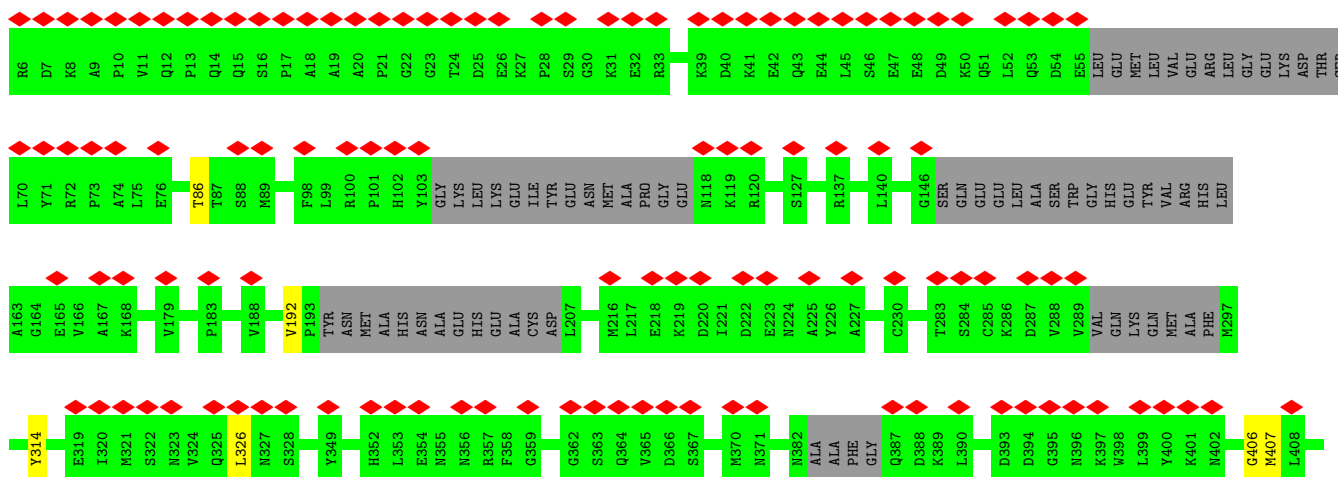 R6 D7 K8 A9 P10 V11 Q12 P13 Q14 Q15 S16 P17 A18 A19 A20 P21 G22 G23 T24 D25 E26 K27 P28 S29 G30 K31 E32 R33 K39 D40 K41 E42 Q43 E44 L45 S46 E47 E48 D49 K50 Q51 L52 Q53 D54 E55 LEU GLU MET LEU VAL GLU ARG LEU GLY GLU LYS ASP THR SER
L70 Y71 R72 P73 A74 L75 E76 T86 T87 S88 M89 F98 L99 R100 P101 H102 Y103 GLY LYS LEU LYS GLU ILE TYR GLU ASN MET ALA PRO GLY GLU N118 K119 R120 S127 R137 L140 G146 SER GLN GLU GLU LEU ALA SER TRP GLY HIS GLU TYR VAL ARG HIS LEU
A163 G164 E165 V166 A167 K168 V179 P183 V188 V192 P193 TYR ASN MET ALA HIS ASN ALA GLU HIS GLU ALA CYS ASP L207 M216 L217 F218 K219 D220 I221 D222 E223 N224 A225 Y226 A227 C230 T283 S284 C285 K286 D287 V288 V289 VAL GLN LYS GLN MET ALA PHE M297
Y314 E319 I320 M321 S322 N323 V324 Q325 L326 N327 S328 Y349 H352 L353 E354 N355 N356 R357 F358 G359 G362 S363 Q364 V365 D366 S367 M370 N371 N382 ALA ALA PHE GLY Q387 D388 K389 L390 D393 D394 G395 N396 K397 W398 L399 Y400 K401 N402 G406 M407 L408